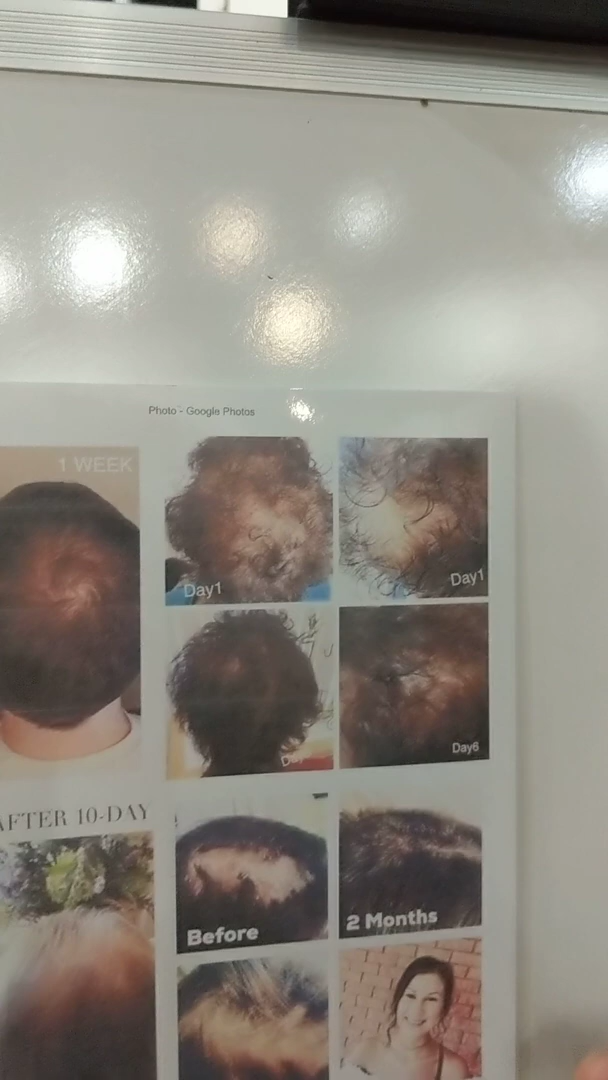 Photo - Google Photos
1 WEEK
Day1
Day1
Day6
AFTER 10-DAY
Before
2 Months